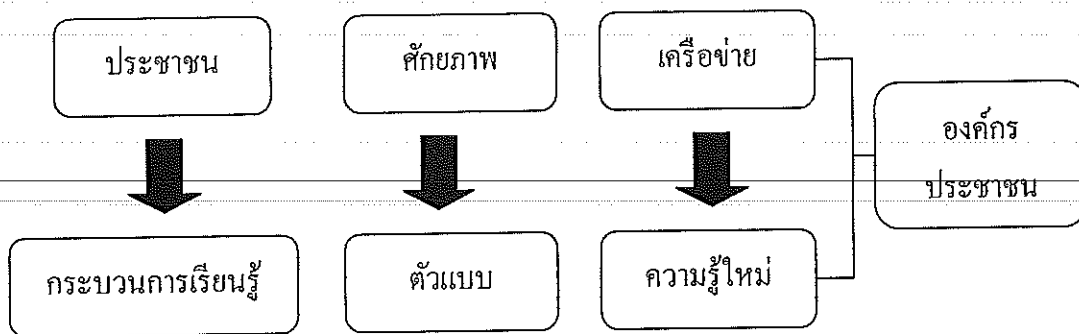 ประชาชน
ศักยภาพ
เครือข่าย
องค์กร
ประชาชน
กระบวนการเรียนรู้
ตัวแบบ
ความรู้ใหม่